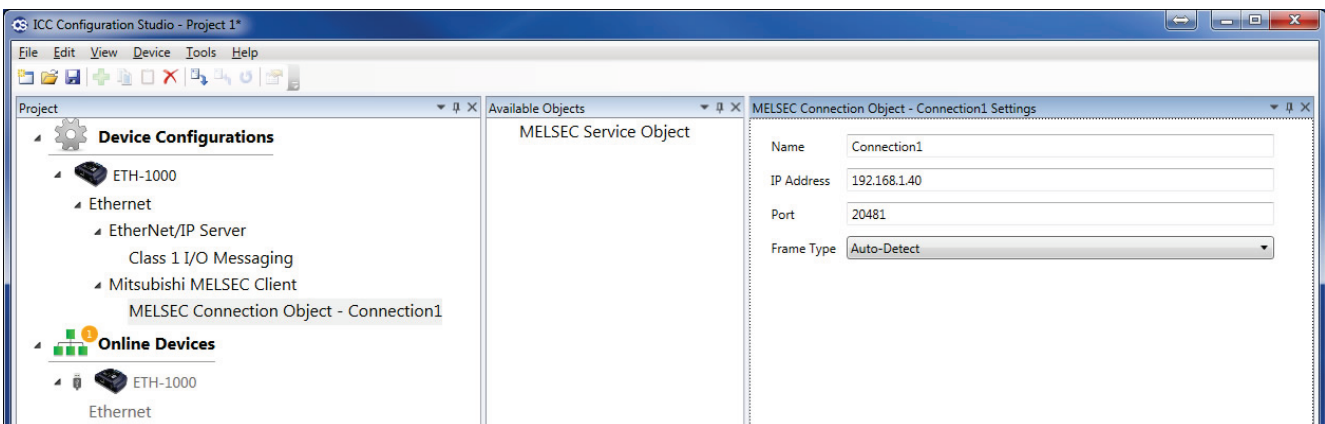 ICC Configuration Studio - Project 1*
File Edit View Device Tools Help
Project
Device Configurations
ETH-1000
Ethernet
EtherNet/IP Server
Class 1 I/O Messaging
Mitsubishi MELSEC Client
MELSEC Connection Object - Connection1
1
Online Devices
ETH-1000
Ethernet
Available Objects
MELSEC Service Object
MELSEC Connection Object - Connection1 Settings
Name Connection1
IP Address 192.168.1.40
Port 20481
Frame Type Auto-Detect